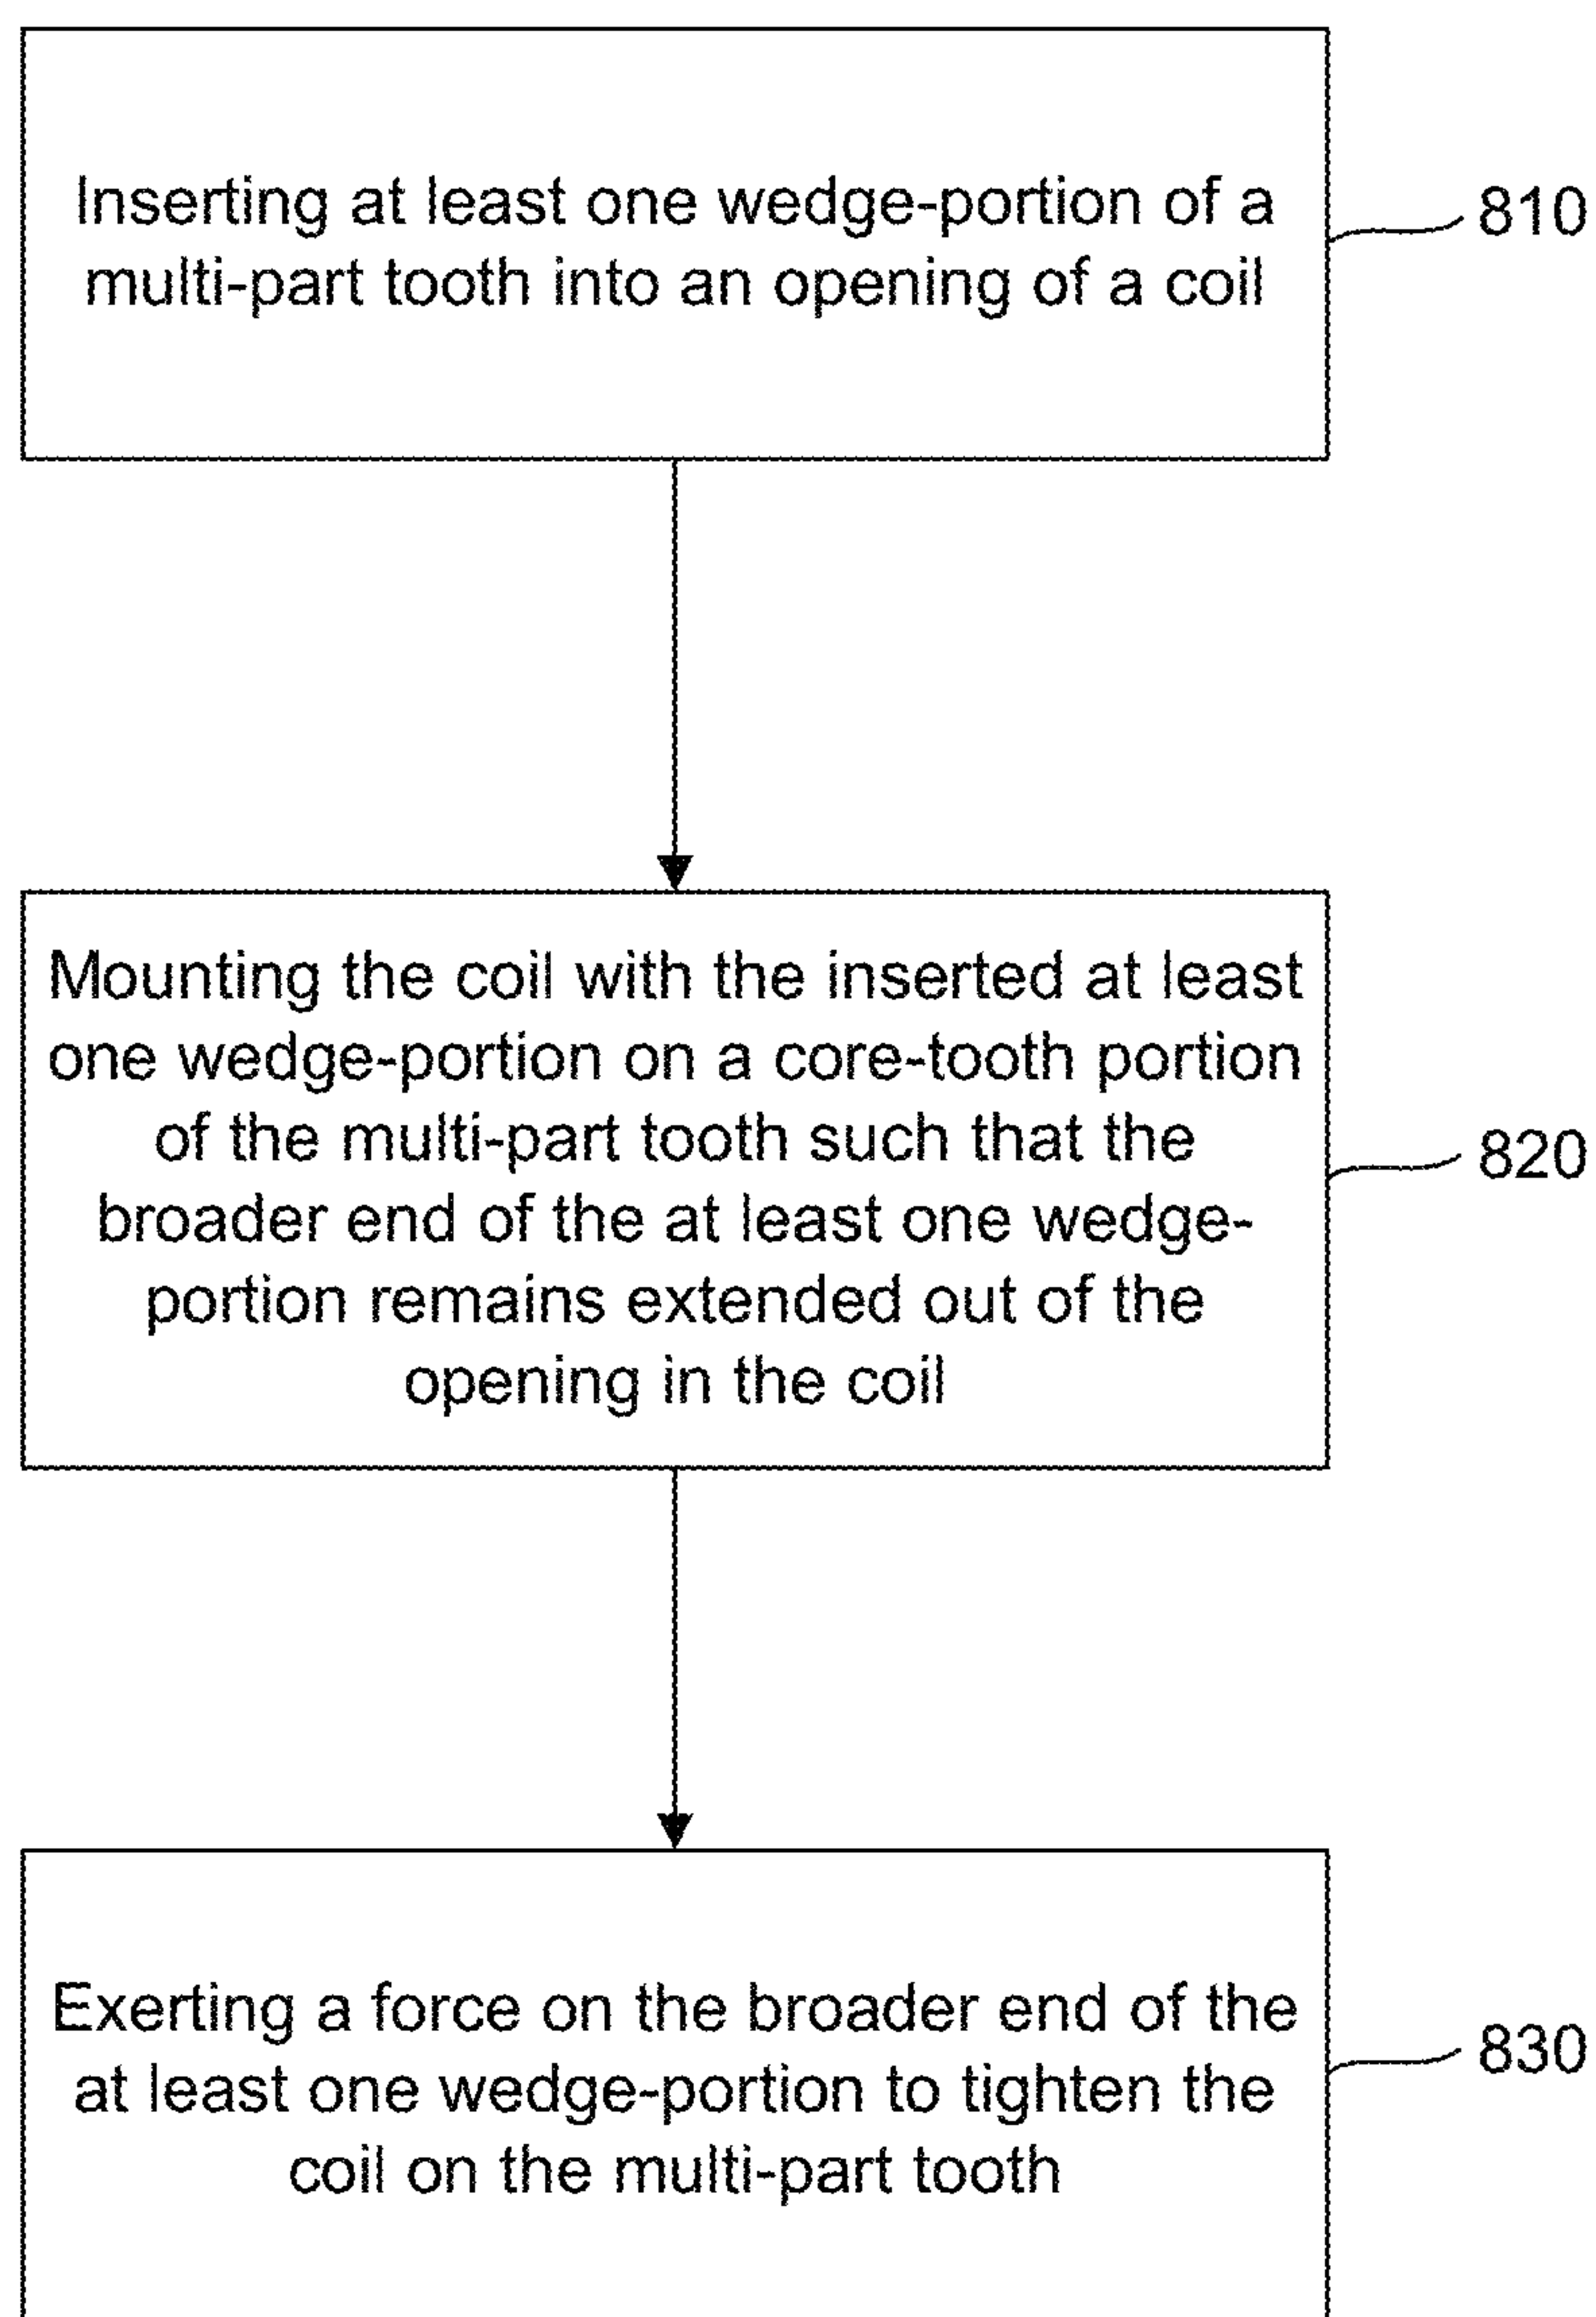 Inserting at least one wedge-portion of a
multi-part tooth into an opening of a coil
810
Mounting the coil with the inserted at least
one wedge-portion on a core-tooth portion
of the multi-part tooth such that the
broader end of the at least one wedge-
portion remains extended out of the
opening in the coil
820
Exerting a force on the broader end of the
at least one wedge-portion to tighten the
coil on the multi-part tooth
830